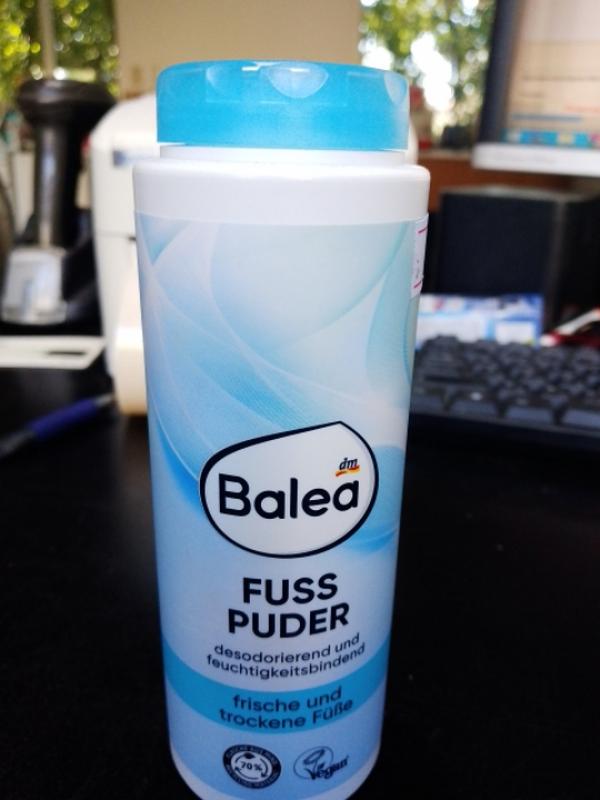 dm
Balea
FUSS
PUDER
desodorierend und
feuchtigkeitsbindend
frische und
trockene Füße
70%
vegan